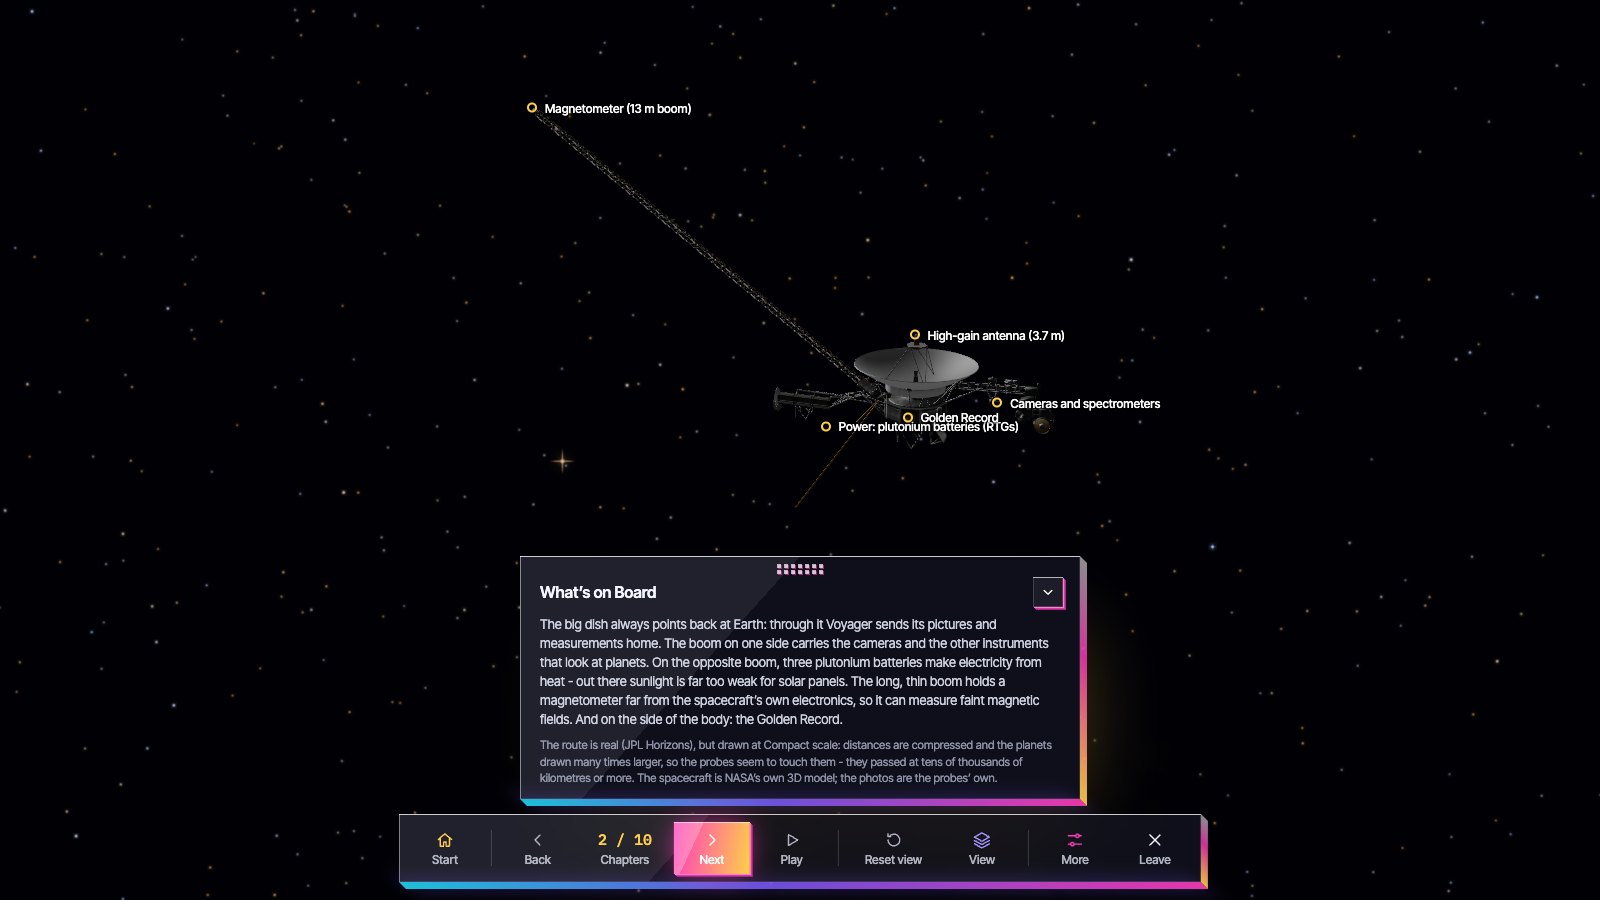 Magnetometer (13 m boom)
High-gain antenna (3.7 m)
Cameras and spectrometers
Golden Record
Power: plutonium batteries (RTGs)
What's on Board
The big dish always points back at Earth: through it Voyager sends its pictures and
measurements home. The boom on one side carries the cameras and the other instruments
that look at planets. On the opposite boom, three plutonium batteries make electricity from
heat - out there sunlight is far too weak for solar panels. The long, thin boom holds a
magnetometer far from the spacecraft's own electronics, so it can measure faint magnetic
fields. And on the side of the body: the Golden Record.
The route is real (JPL Horizons), but drawn at Compact scale: distances are compressed and the planets
drawn many times larger, so the probes seem to touch them - they passed at tens of thousands of
kilometres or more. The spacecraft is NASA's own 3D model; the photos are the probes' own.
Start
Back
2 / 10
Chapters
Next
Play
Reset view
View
More
Leave